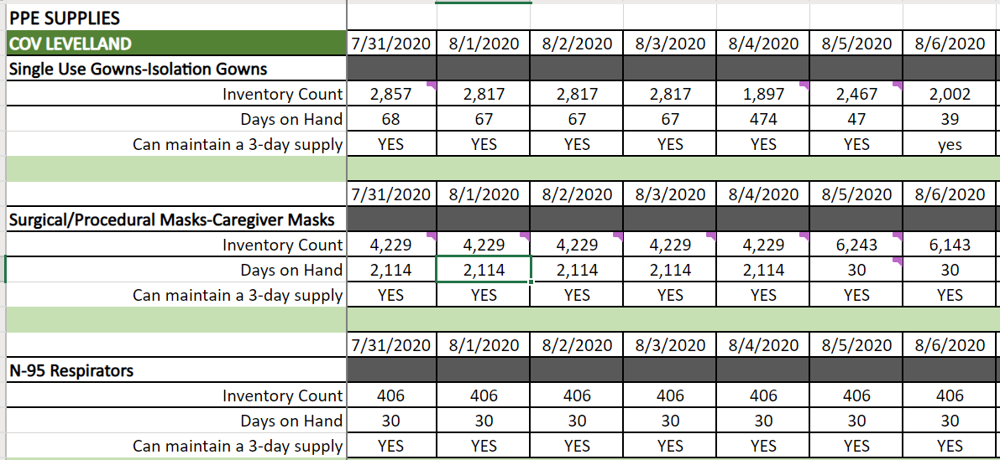 PPE SUPPLIES
COV LEVELLAND 7/31/2020 8/1/2020 8/2/2020 8/3/2020 8/4/2020 8/5/2020 8/6/2020
Single Use Gowns-Isolation Gowns
Inventory Count 2,857 2,817 2,817 2,817 1,897 2,467 2,002
Days on Hand 68 67 67 67 474 47 39
Can maintain a 3-day supply YES YES YES YES YES YES yes
7/31/2020 8/1/2020 8/2/2020 8/3/2020 8/4/2020 8/5/2020 8/6/2020
Surgical/Procedural Masks-Caregiver Masks
Inventory Count 4,229 4,229 4,229 4,229 4,229 6,243 6,143
Days on Hand 2,114 2,114 2,114 2,114 2,114 30 30
Can maintain a 3-day supply YES YES YES YES YES YES YES
7/31/2020 8/1/2020 8/2/2020 8/3/2020 8/4/2020 8/5/2020 8/6/2020
N-95 Respirators
Inventory Count 406 406 406 406 406 406 406
Days on Hand 30 30 30 30 30 30 30
Can maintain a 3-day supply YES YES YES YES YES YES YES